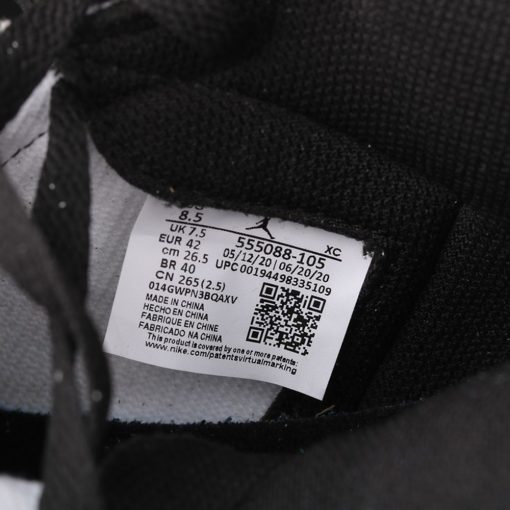 8.5
UK 7.5
EUR 42
cm 26.5
BR 40
CN 265(2.5)
014GWPN3BQAXV
XC
555088-105
05/12/20 06/20/20
UPC 00194498335109
MADE IN CHINA
HECHO EN CHINA
FABRIQUE EN CHINE
FABRICADO NA CHINA
This product is covered by one or more patents:
www.nike.com/patentsvirtualmarking